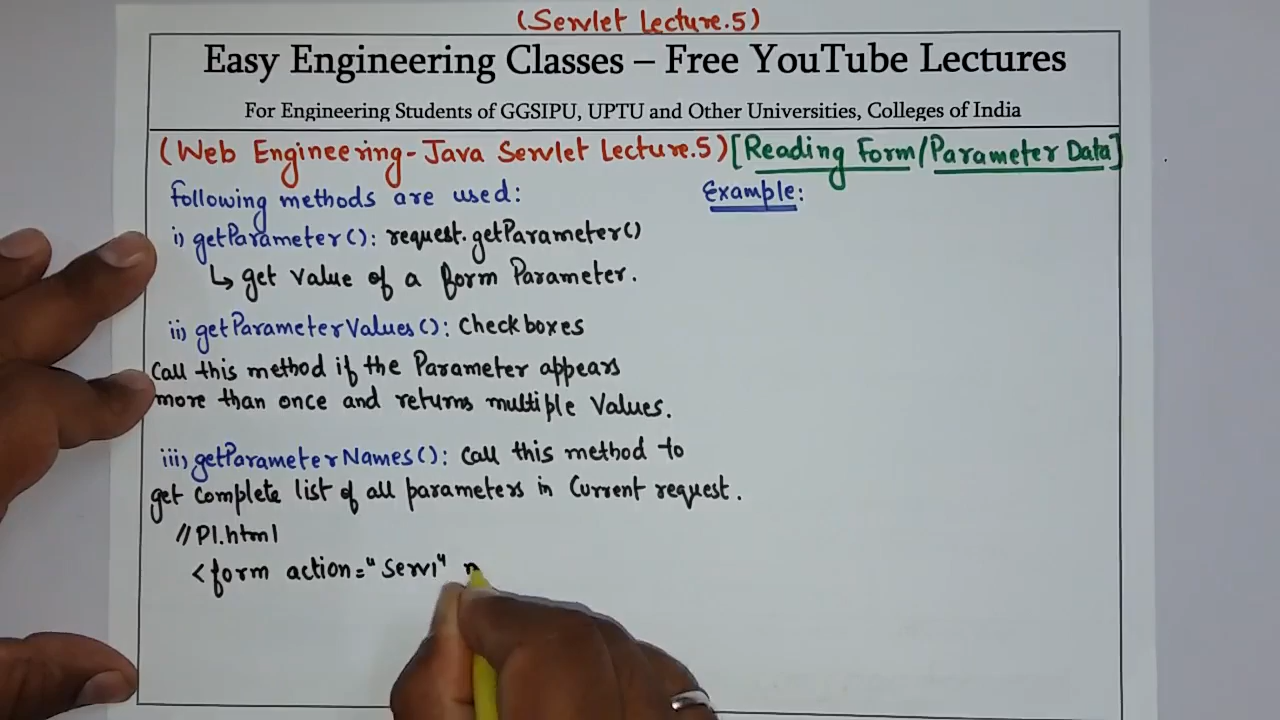 (Servlet Lecture.5)
Easy Engineering Classes – Free YouTube Lectures
For Engineering Students of GGSIPU, UPTU and Other Universities, Colleges of India
(Web Engineering-Java Servlet Lecture.5) [Reading Form/Parameter Data]
following methods are used:
i) getParameter(): request.getParameter()
↳ get value of a form Parameter.
ii) getParameterValues(): Checkboxes
Call this method if the Parameter appears
more than once and returns multiple Values.
iii) getParameterNames(): Call this method to
get complete list of all parameters in Current request.
//P1.html
<form action="Serv1" m
Example: